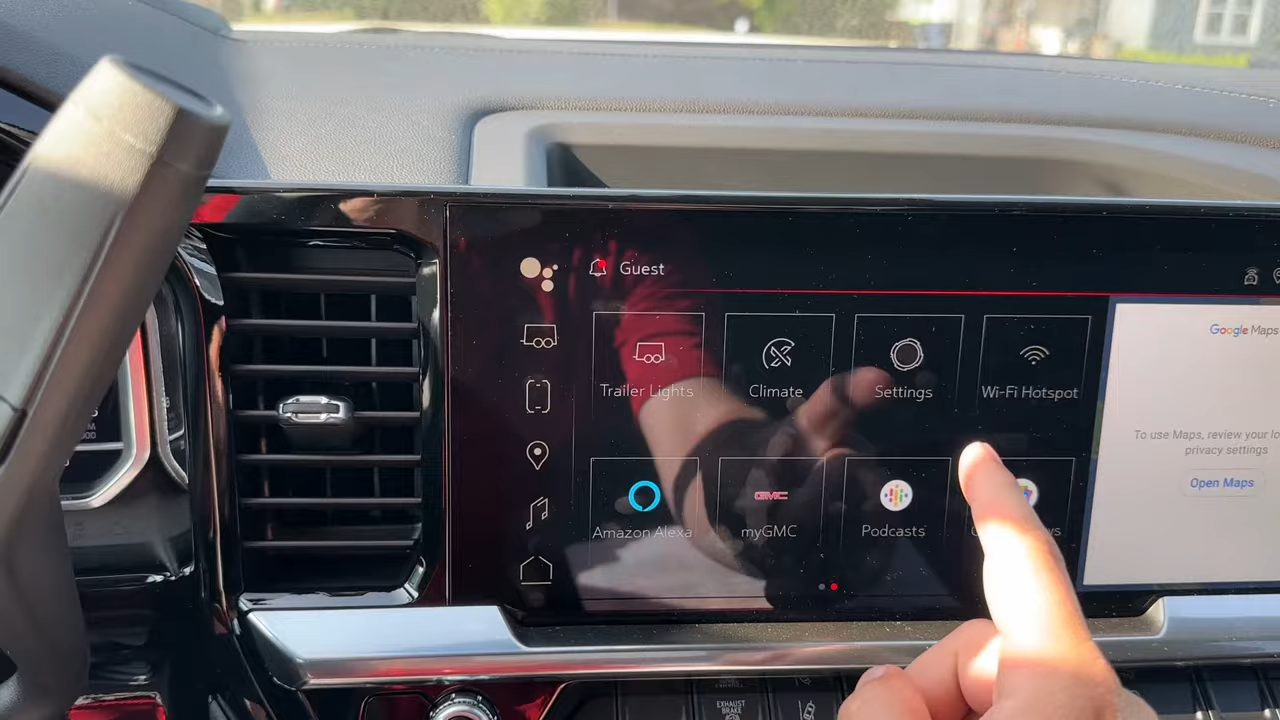 Guest
Google Maps
Trailer Lights
Climate
Settings
Wi-Fi Hotspot
To use Maps, review your
privacy settings
Open Maps
GMC
Amazon Alexa
myGMC
Podcasts
EXHAUST
BRAKE